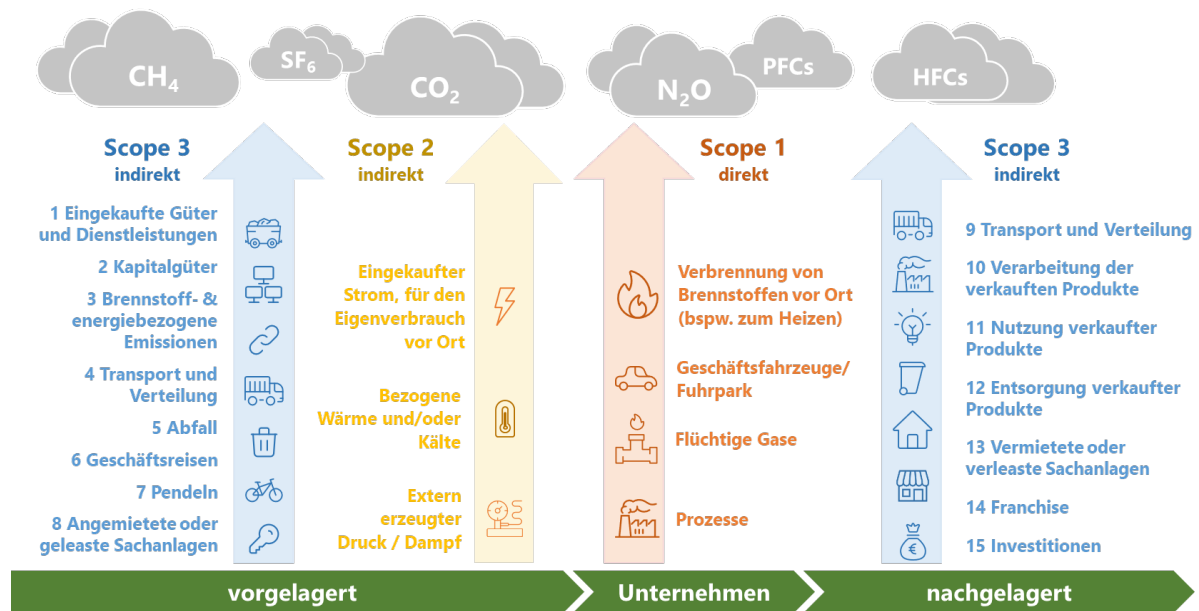 CH₄
SF₆
CO₂
N₂O
PFCs
HFCs
Scope 3
indirekt
1 Eingekaufte Güter
und Dienstleistungen
2 Kapitalgüter
3 Brennstoff- &
energiebezogene
Emissionen
4 Transport und
Verteilung
5 Abfall
6 Geschäftsreisen
7 Pendeln
8 Angemietete oder
geleaste Sachanlagen
Scope 2
indirekt
Eingekaufter
Strom, für den
Eigenverbrauch
vor Ort
Bezogene
Wärme und/oder
Kälte
Extern
erzeugter
Druck / Dampf
Scope 1
direkt
Verbrennung von
Brennstoffen vor Ort
(bspw. zum Heizen)
Geschäftsfahrzeuge/
Fuhrpark
Flüchtige Gase
Prozesse
Scope 3
indirekt
9 Transport und Verteilung
10 Verarbeitung der
verkauften Produkte
11 Nutzung verkaufter
Produkte
12 Entsorgung verkaufter
Produkte
13 Vermietete oder
verleaste Sachanlagen
14 Franchise
€
15 Investitionen
vorgelagert
Unternehmen
nachgelagert